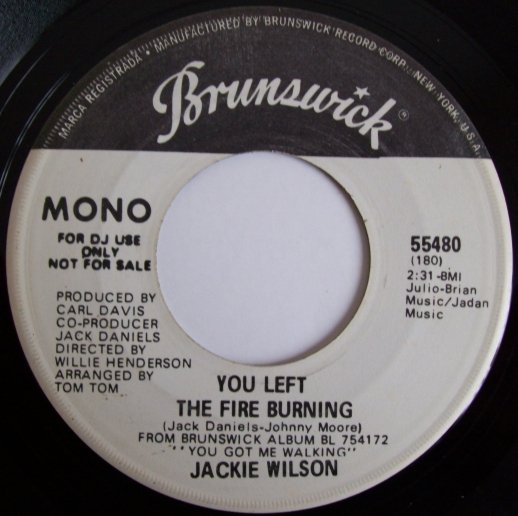 MARCA REGISTRADA • MANUFACTURED BY BRUNSWICK RECORD CORP., NEW YORK, U.S.A.
Brunswick®
MONO
FOR DJ USE
ONLY
NOT FOR SALE
PRODUCED BY
CARL DAVIS
CO-PRODUCER
JACK DANIELS
DIRECTED BY
WILLIE HENDERSON
ARRANGED BY
TOM TOM
55480
(180)
2:31-BMI
Julio-Brian
Music/Jadan
Music
YOU LEFT
THE FIRE BURNING
(Jack Daniels-Johnny Moore)
FROM BRUNSWICK ALBUM BL 754172
''YOU GOT ME WALKING''
JACKIE WILSON